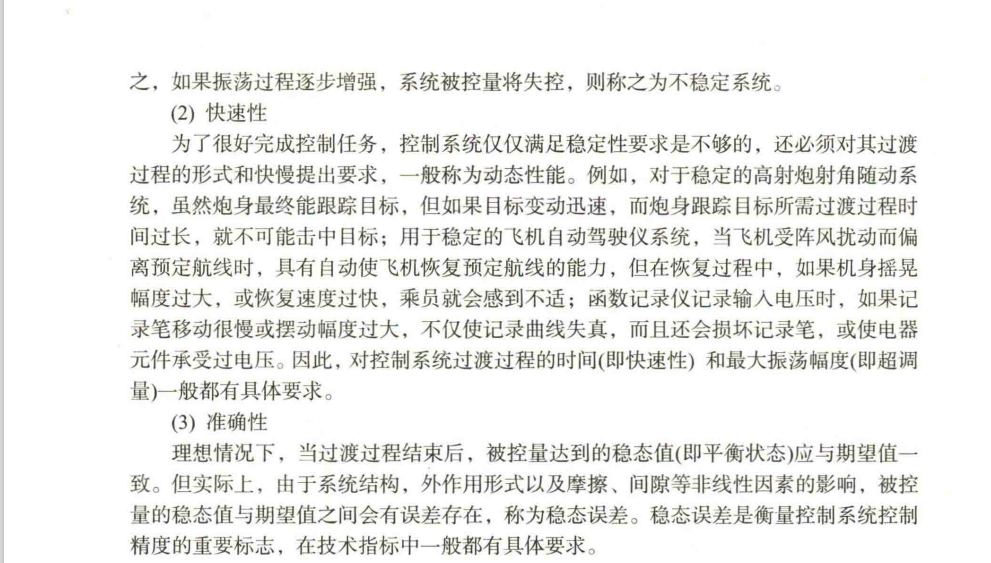 之，如果振荡过程逐步增强，系统被控量将失控，则称之为不稳定系统。
(2) 快速性
为了很好完成控制任务，控制系统仅仅满足稳定性要求是不够的，还必须对其过渡
过程的形式和快慢提出要求，一般称为动态性能。例如，对于稳定的高射炮射角随动系
统，虽然炮身最终能跟踪目标，但如果目标变动迅速，而炮身跟踪目标所需过渡过程时
间过长，就不可能击中目标；用于稳定的飞机自动驾驶仪系统，当飞机受阵风扰动而偏
离预定航线时，具有自动使飞机恢复预定航线的能力，但在恢复过程中，如果机身摇晃
幅度过大，或恢复速度过快，乘员就会感到不适；函数记录仪记录输入电压时，如果记
录笔移动很慢或摆动幅度过大，不仅使记录曲线失真，而且还会损坏记录笔，或使电器
元件承受过电压。因此，对控制系统过渡过程的时间(即快速性) 和最大振荡幅度(即超调
量)一般都有具体要求。
(3) 准确性
理想情况下，当过渡过程结束后，被控量达到的稳态值(即平衡状态)应与期望值一
致。但实际上，由于系统结构，外作用形式以及摩擦、间隙等非线性因素的影响，被控
量的稳态值与期望值之间会有误差存在，称为稳态误差。稳态误差是衡量控制系统控制
精度的重要标志，在技术指标中一般都有具体要求。